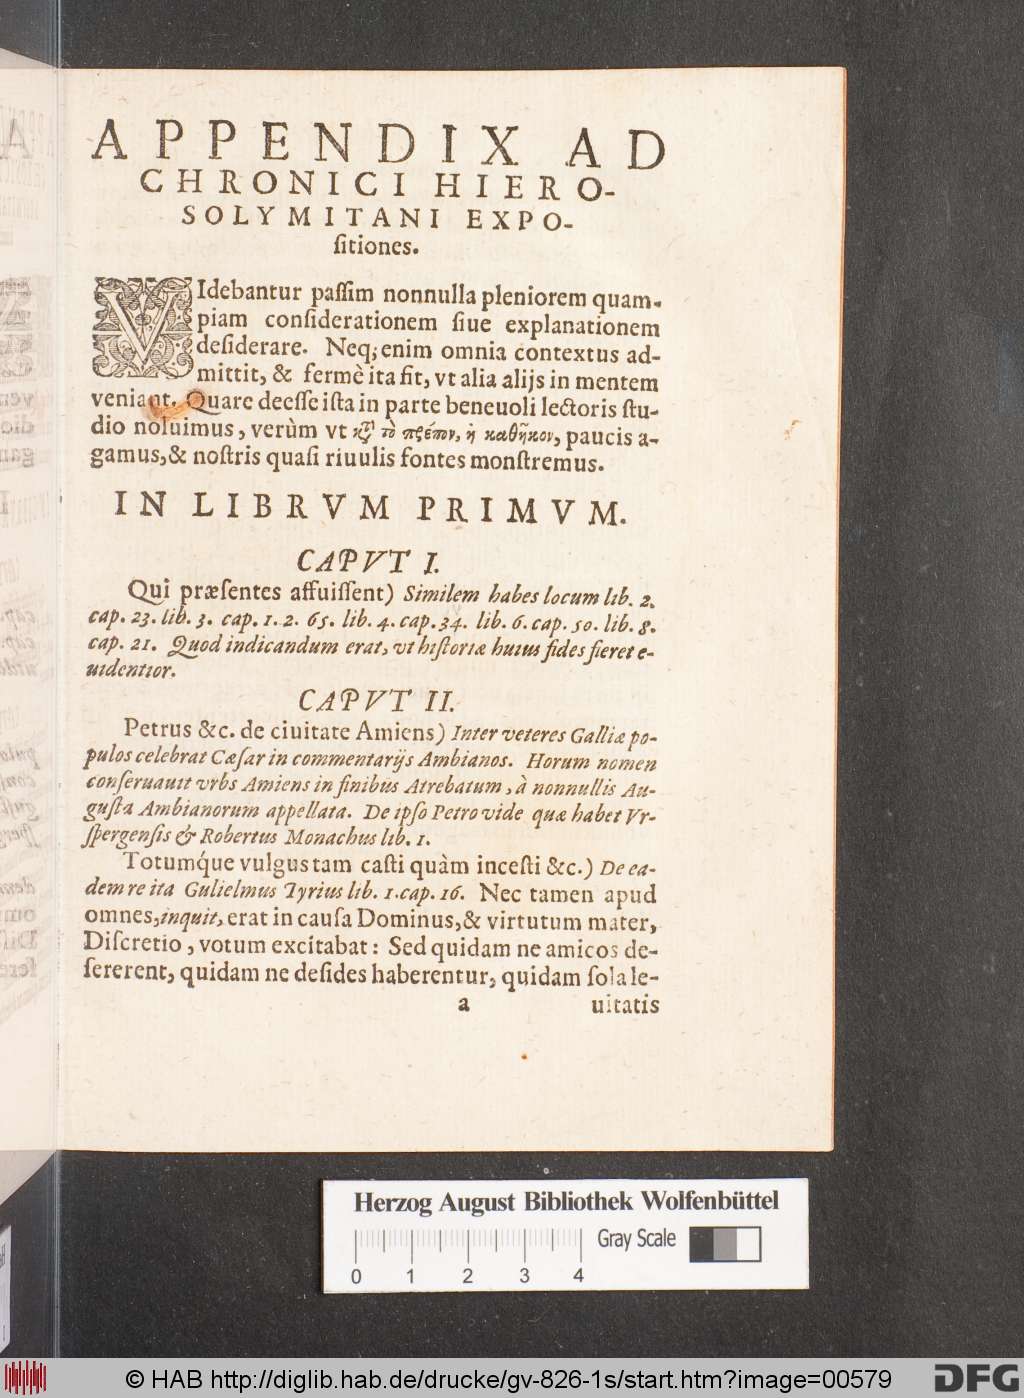 APPENDIX AD
CHRONICI HIERO-
SOLYMITANI EXPO-
ſitiones.
VIdebantur paſſim nonnulla pleniorem quam-
piam conſiderationem ſiue explanationem
deſiderare. Neq; enim omnia contextus ad-
mittit, & fermè ita fit, vt alia alijs in mentem
veniant. Quare deeſſe iſta in parte beneuoli lectoris ſtu-
dio noluimus, verùm vt κατὰ τὸ πρέπον, ἢ καθῆκον, paucis a-
gamus, & noſtris quaſi riuulis fontes monſtremus.
IN LIBRVM PRIMVM.
CAPVT I.
Qui præſentes affuiſſent) Similem habes locum lib. 2.
cap. 23. lib. 3. cap. 1. 2. 65. lib. 4. cap. 34. lib. 6. cap. 50. lib. 8.
cap. 21. Quod indicandum erat, vt hiſtoriæ huius fides fieret e-
uidentior.
CAPVT II.
Petrus &c. de ciuitate Amiens) Inter veteres Galliæ po-
pulos celebrat Cæſar in commentarijs Ambianos. Horum nomen
conſeruauit vrbs Amiens in finibus Atrebatum, à nonnullis Au-
guſta Ambianorum appellata. De ipſo Petro vide quæ habet Vr-
ſpergenſis & Robertus Monachus lib. 1.
Totumq́ue vulgus tam caſti quàm inceſti &c.) De ea-
dem re ita Gulielmus Tyrius lib. 1. cap. 16. Nec tamen apud
omnes, inquit, erat in cauſa Dominus, & virtutum mater,
Diſcretio, votum excitabat: Sed quidam ne amicos de-
ſererent, quidam ne deſides haberentur, quidam ſola le-
a uitatis
Herzog August Bibliothek Wolfenbüttel
Gray Scale
0 1 2 3 4
© HAB http://diglib.hab.de/drucke/gv-826-1s/start.htm?image=00579
DFG